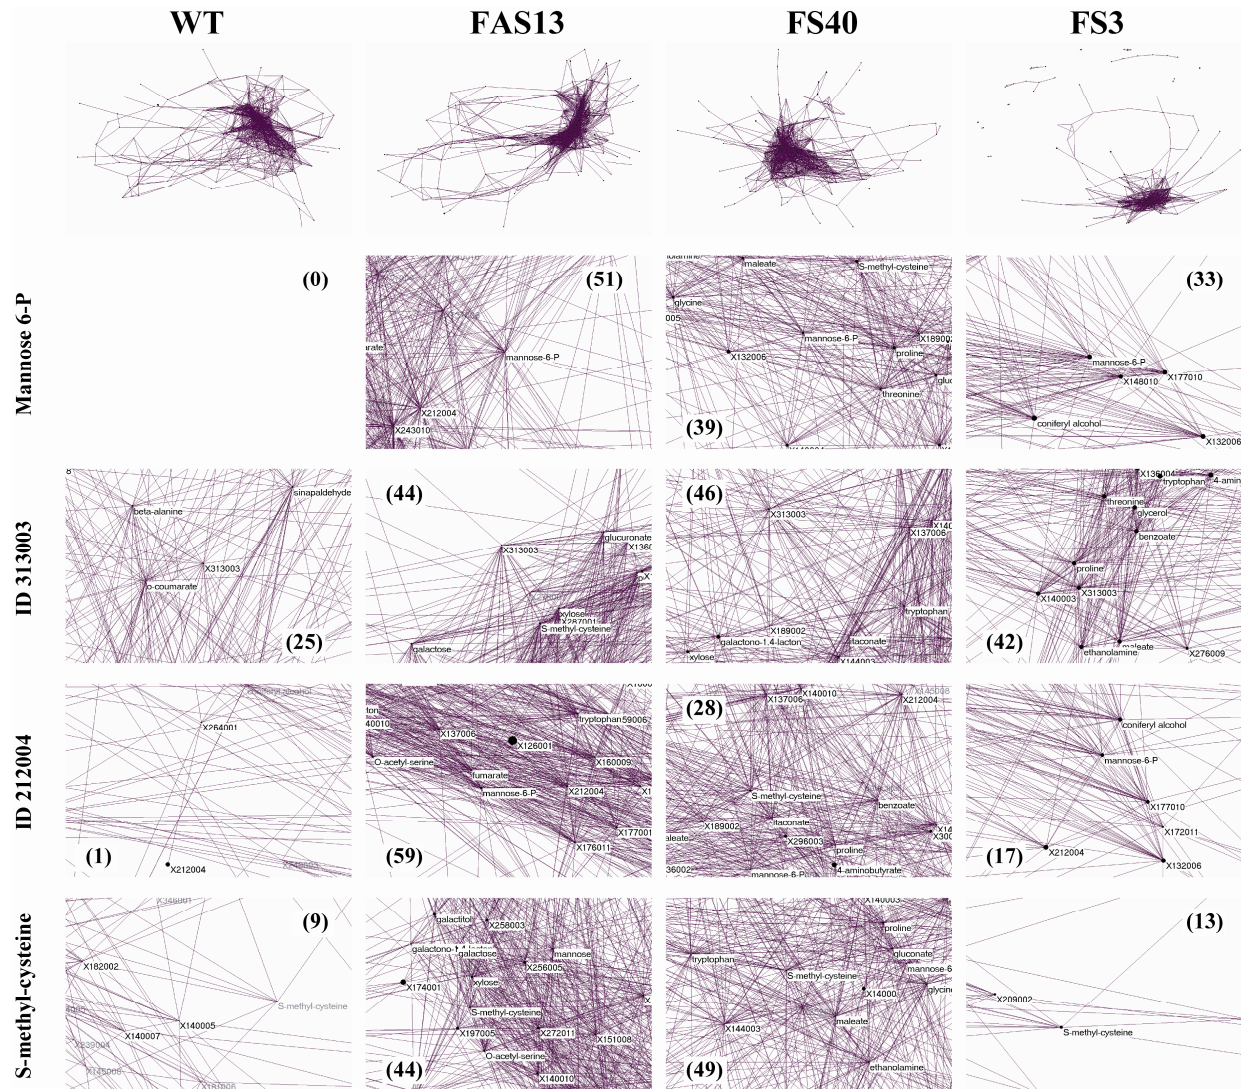 WT FAS13 FS40 FS3
Mannose 6-P
(0)
(51)
mannose-6-P
X212004
X243010
maleate
S-methyl-cysteine
glycine
mannose-6-P
X132006
proline
threonine
(39)
(33)
mannose-6-P
X177010
X148010
coniferyl alcohol
X132006
ID 313003
sinapaldehyde
beta-alanine
X313003
o-coumarate
(25)
(44)
glucuronate
X313003
xylose
X287001
S-methyl-cysteine
galactose
(46)
X313003
X137006
tryptophan
X189002
galactono-1,4-lacton
itaconate
xylose
X144003
X136004
tryptophan
threonine
glycerol
benzoate
proline
X140003
X313003
(42)
maleate
ethanolamine
X276009
ID 212004
X264001
(1)
X212004
tryptophan
X137006
X126001
O-acetyl-serine
X160009
fumarate
mannose-6-P
X212004
X177001
(59)
X176011
(28)
X140010
X137006
X212004
S-methyl-cysteine
benzoate
X189002
itaconate
X296003
proline
mannose-6-P
4-aminobutyrate
coniferyl alcohol
mannose-6-P
X177010
X172011
X212004
X132006
(17)
S-methyl-cysteine
X346001
(9)
X182002
S-methyl-cysteine
X140005
X140007
X239004
galactitol
X258003
mannose
galactose
X256005
X174001
xylose
S-methyl-cysteine
X197005
X272011
X151008
O-acetyl-serine
(44)
X140010
X140003
proline
gluconate
tryptophan
S-methyl-cysteine
X14000
maleate
X144003
(49)
ethanolamine
(13)
X209002
S-methyl-cysteine